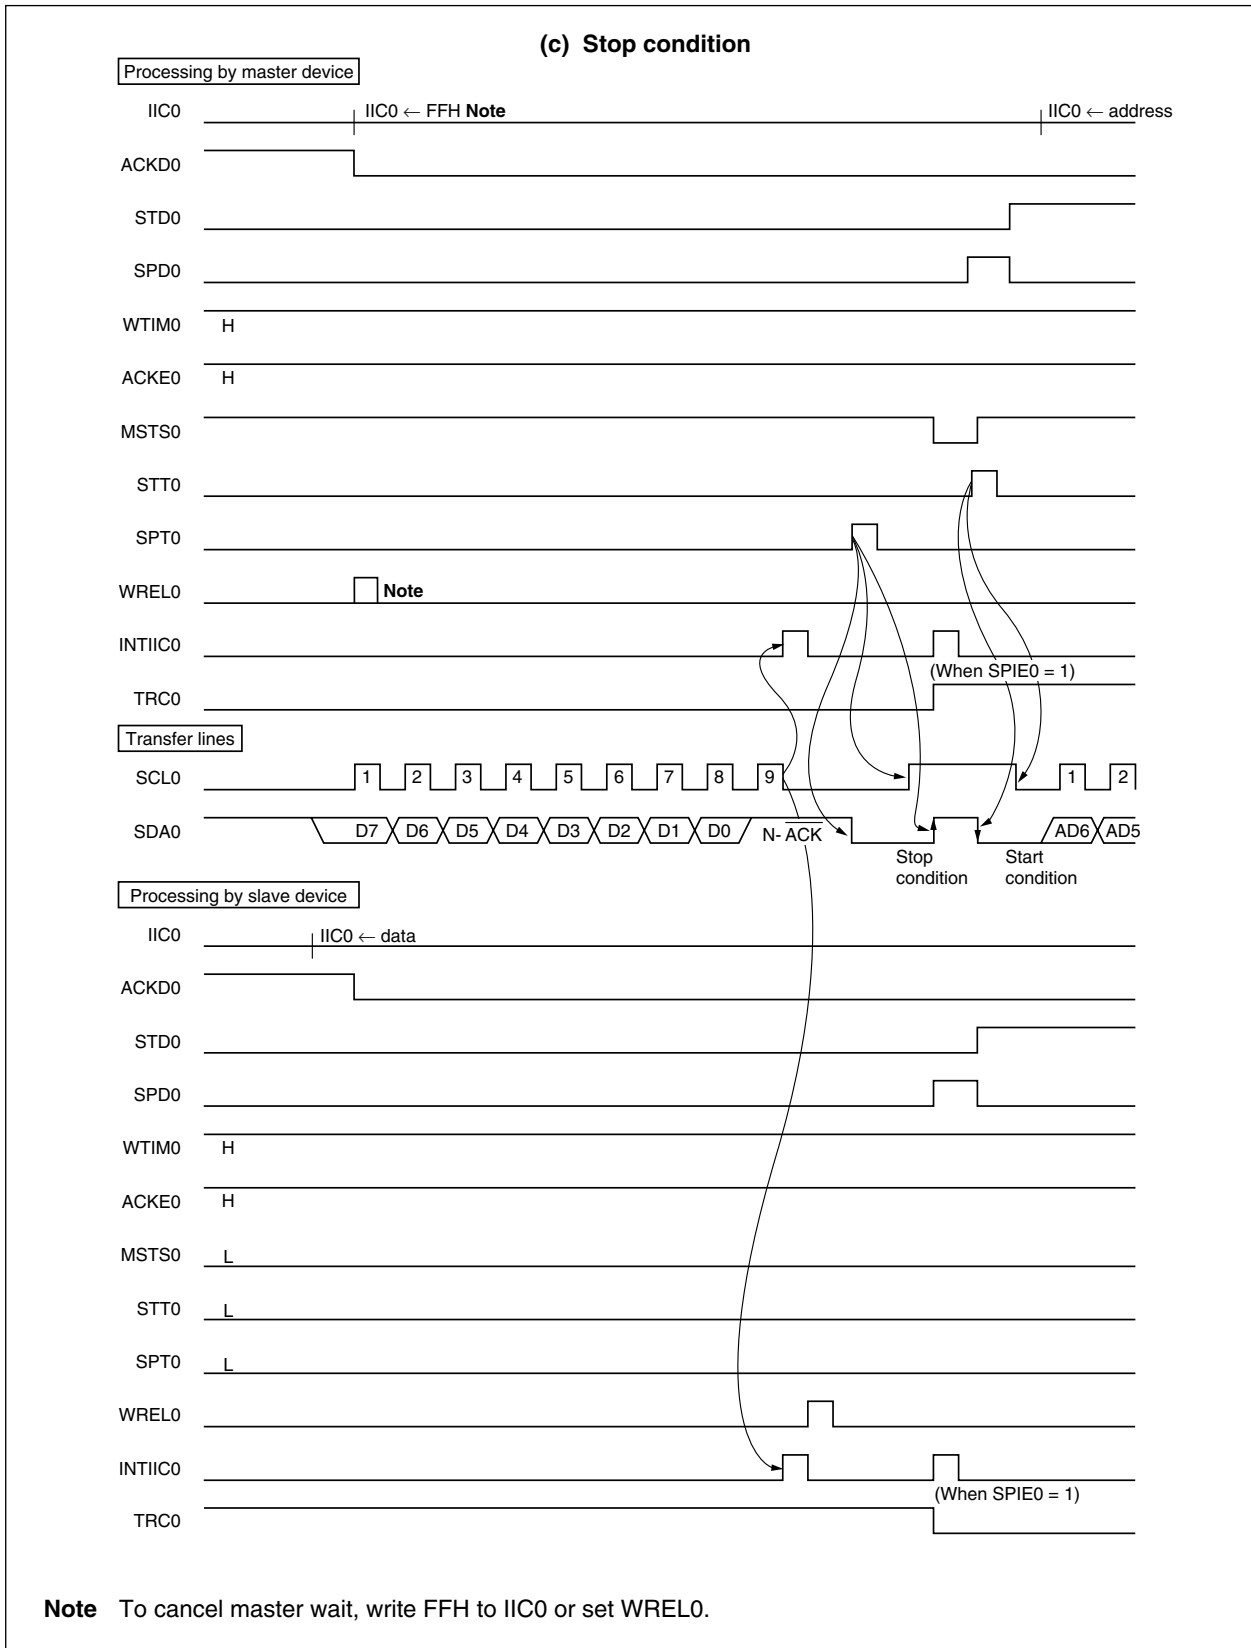 (c) Stop condition
Processing by master device
IIC0
IIC0 ← FFH Note
IIC0 ← address
ACKD0
STD0
SPD0
WTIM0
H
ACKE0
H
MSTS0
STT0
SPT0
WREL0
Note
INTIIC0
(When SPIE0 = 1)
TRC0
Transfer lines
SCL0
1 2 3 4 5 6 7 8 9 1 2
SDA0
D7 D6 D5 D4 D3 D2 D1 D0 N- ACK AD6 AD5
Stop condition
Start condition
Processing by slave device
IIC0
IIC0 ← data
ACKD0
STD0
SPD0
WTIM0
H
ACKE0
H
MSTS0
L
STT0
L
SPT0
L
WREL0
INTIIC0
(When SPIE0 = 1)
TRC0
Note To cancel master wait, write FFH to IIC0 or set WREL0.